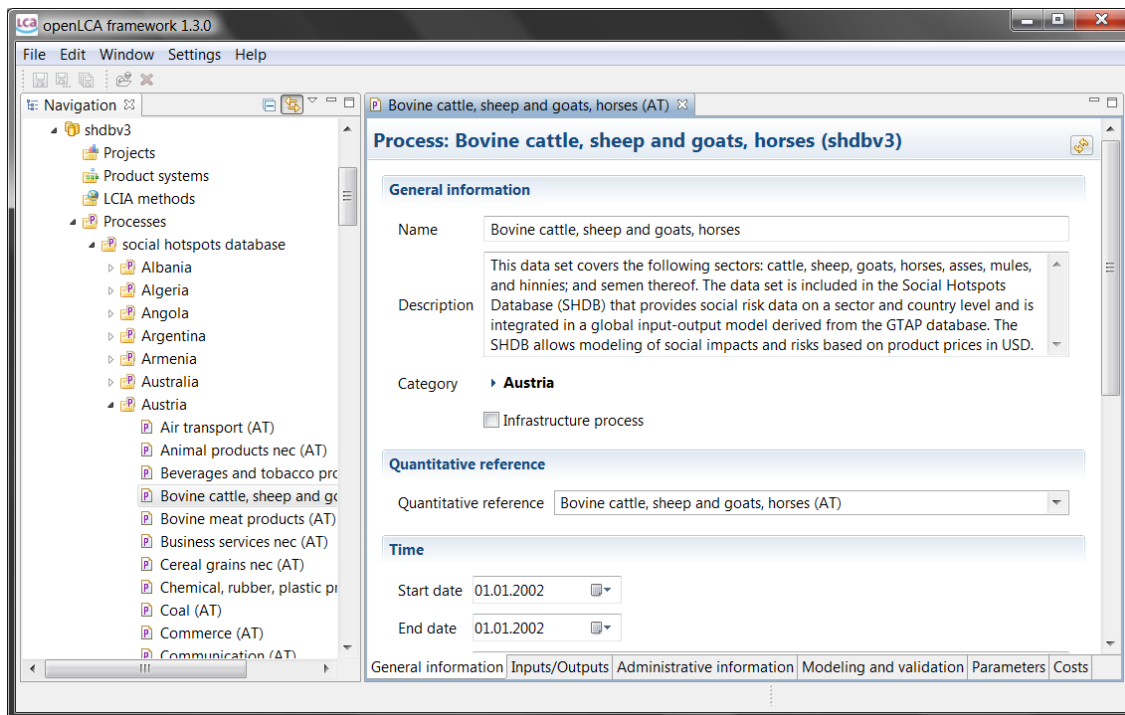 LCa openLCA framework 1.3.0
File Edit Window Settings Help
Navigation
shdbv3
Projects
Product systems
LCIA methods
Processes
social hotspots database
Albania
Algeria
Angola
Argentina
Armenia
Australia
Austria
Air transport (AT)
Animal products nec (AT)
Beverages and tobacco prc
Bovine cattle, sheep and gc
Bovine meat products (AT)
Business services nec (AT)
Cereal grains nec (AT)
Chemical, rubber, plastic pr
Coal (AT)
Commerce (AT)
Communication (AT)
Bovine cattle, sheep and goats, horses (AT)
Process: Bovine cattle, sheep and goats, horses (shdbv3)
General information
Name Bovine cattle, sheep and goats, horses
Description
This data set covers the following sectors: cattle, sheep, goats, horses, asses, mules,
and hinnies; and semen thereof. The data set is included in the Social Hotspots
Database (SHDB) that provides social risk data on a sector and country level and is
integrated in a global input-output model derived from the GTAP database. The
SHDB allows modeling of social impacts and risks based on product prices in USD.
Category Austria
Infrastructure process
Quantitative reference
Quantitative reference Bovine cattle, sheep and goats, horses (AT)
Time
Start date 01.01.2002
End date 01.01.2002
General information Inputs/Outputs Administrative information Modeling and validation Parameters Costs